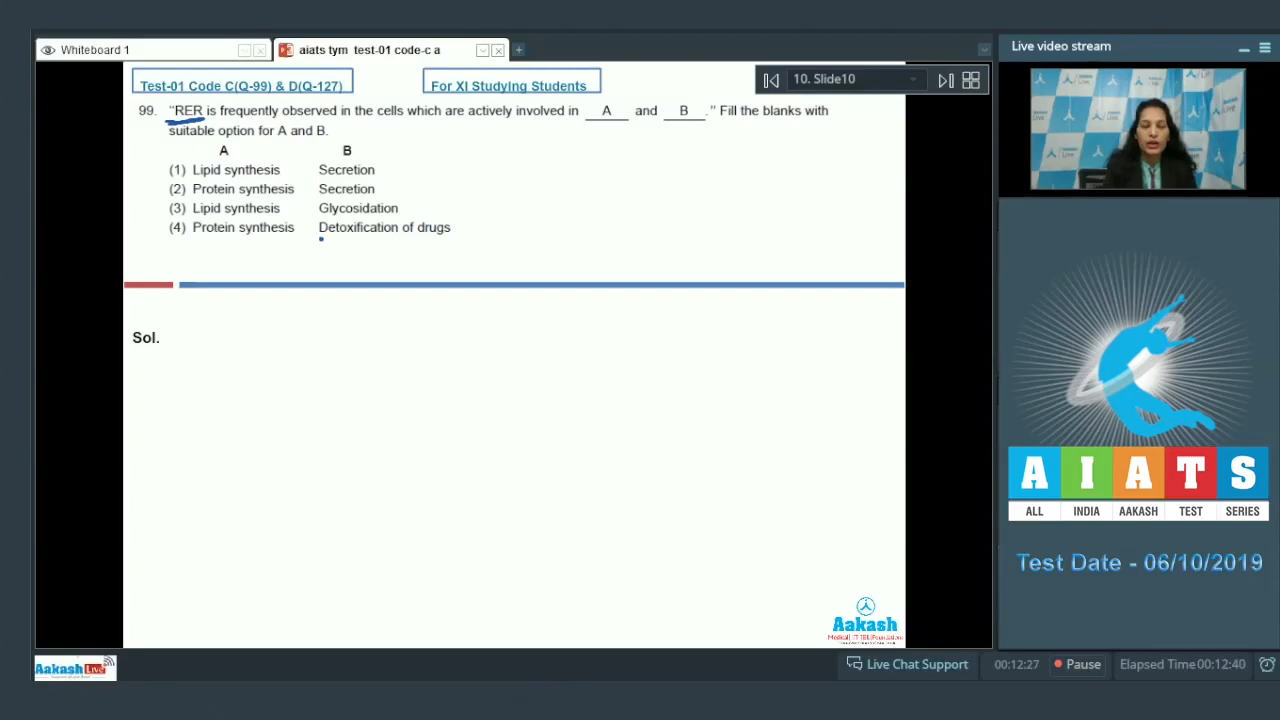 Whiteboard 1
aiats tym test-01 code-c a
Live video stream
Test-01 Code C(Q-99) & D(Q-127)
For XI Studying Students
10. Slide10
99. "RER is frequently observed in the cells which are actively involved in A and B ." Fill the blanks with
suitable option for A and B.
A B
(1) Lipid synthesis Secretion
(2) Protein synthesis Secretion
(3) Lipid synthesis Glycosidation
(4) Protein synthesis Detoxification of drugs
Sol.
A I A T S
ALL INDIA AAKASH TEST SERIES
Test Date - 06/10/2019
Aakash
Medical|IIT-JEE|Foundations
Aakash Live
Live Chat Support
00:12:27
Pause
Elapsed Time 00:12:40